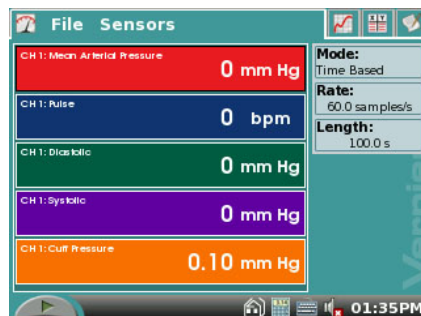 File Sensors
CH 1: Mean Arterial Pressure
0 mm Hg
CH 1: Pulse
0 bpm
CH 1: Diastolic
0 mm Hg
CH 1: Systolic
0 mm Hg
CH 1: Cuff Pressure
0.10 mm Hg
Mode:
Time Based
Rate:
60.0 samples/s
Length:
100.0 s
Vernier
01:35PM